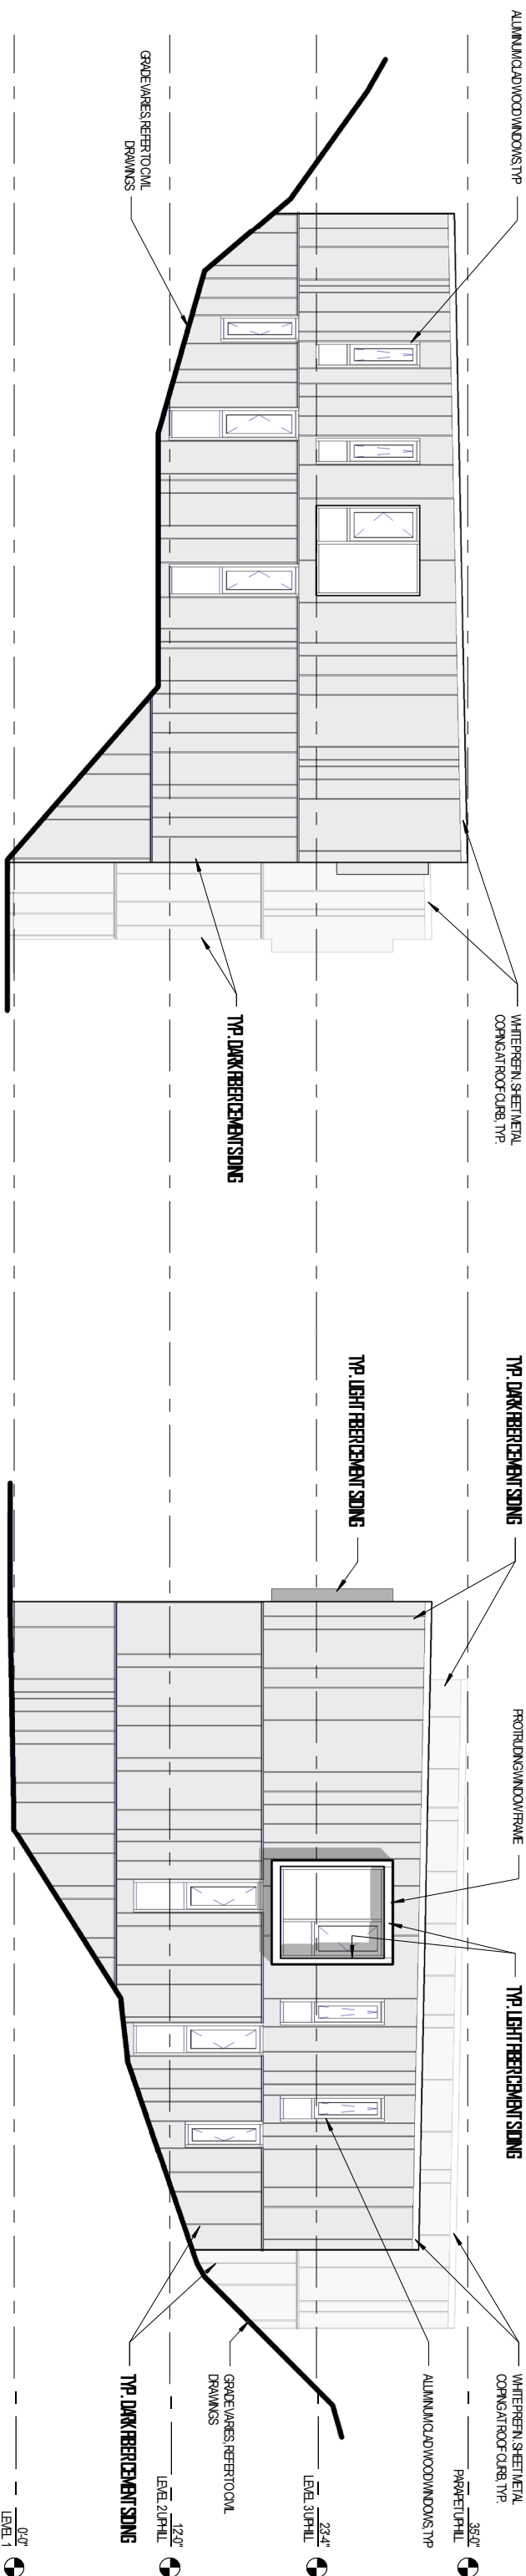 ALUMINUM CLAD WOOD WINDOWS, TYP
WHITE PREFIN. SHEET METAL
COPING AT ROOF CURB, TYP.
TYP. DARK FIBER CEMENT SIDING
PROTRUDING WINDOW FRAME
TYP. LIGHT FIBER CEMENT SIDING
WHITE PREFIN. SHEET METAL
COPING AT ROOF CURB, TYP.
35'-0"
PARAPET UPHILL
ALUMINUM CLAD WOOD WINDOWS, TYP
TYP. LIGHT FIBER CEMENT SIDING
23'-4"
LEVEL 3 UPHILL
TYP. DARK FIBER CEMENT SIDING
GRADE VARIES, REFER TO CIVIL
DRAWINGS
GRADE VARIES, REFER TO CIVIL
DRAWINGS
12'-0"
LEVEL 2 UPHILL
TYP. DARK FIBER CEMENT SIDING
0'-0"
LEVEL 1